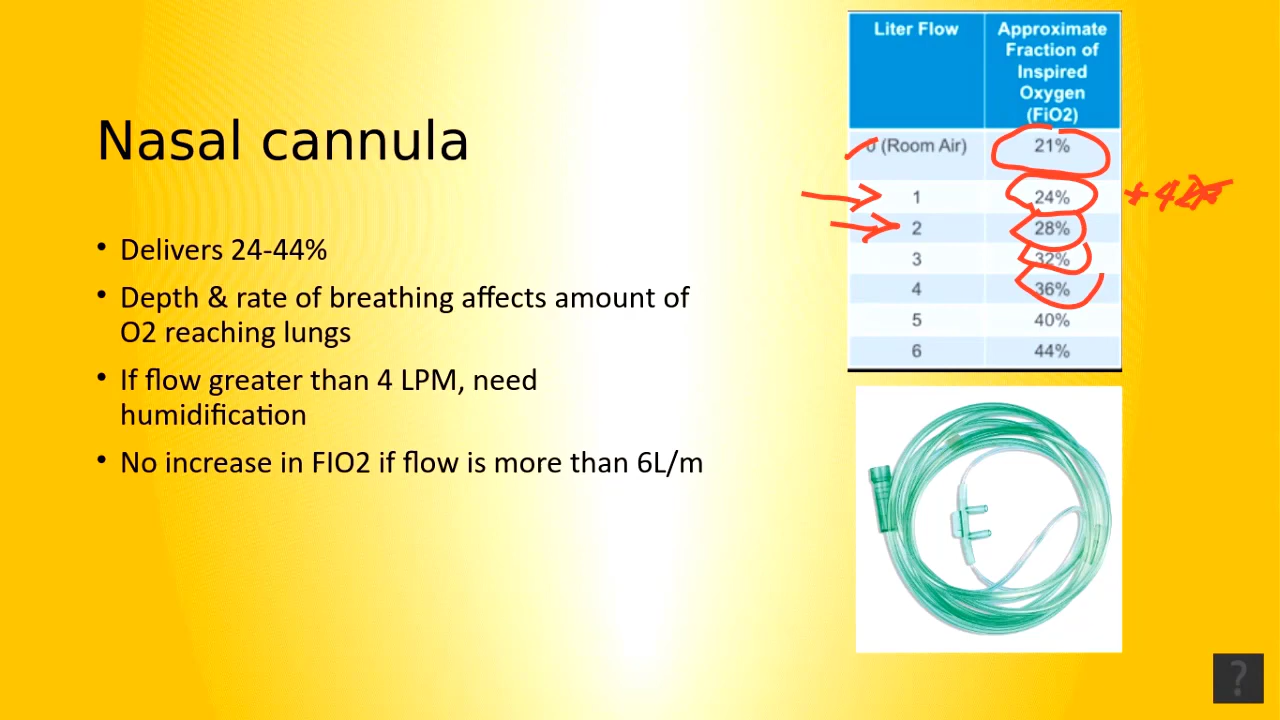 Nasal cannula
• Delivers 24-44%
• Depth & rate of breathing affects amount of
O2 reaching lungs
• If flow greater than 4 LPM, need
humidification
• No increase in FIO2 if flow is more than 6L/m
Liter Flow
Approximate
Fraction of
Inspired
Oxygen
(FiO2)
0 (Room Air) 21%
1 24% + 4
2 28%
3 32%
4 36%
5 40%
6 44%
?